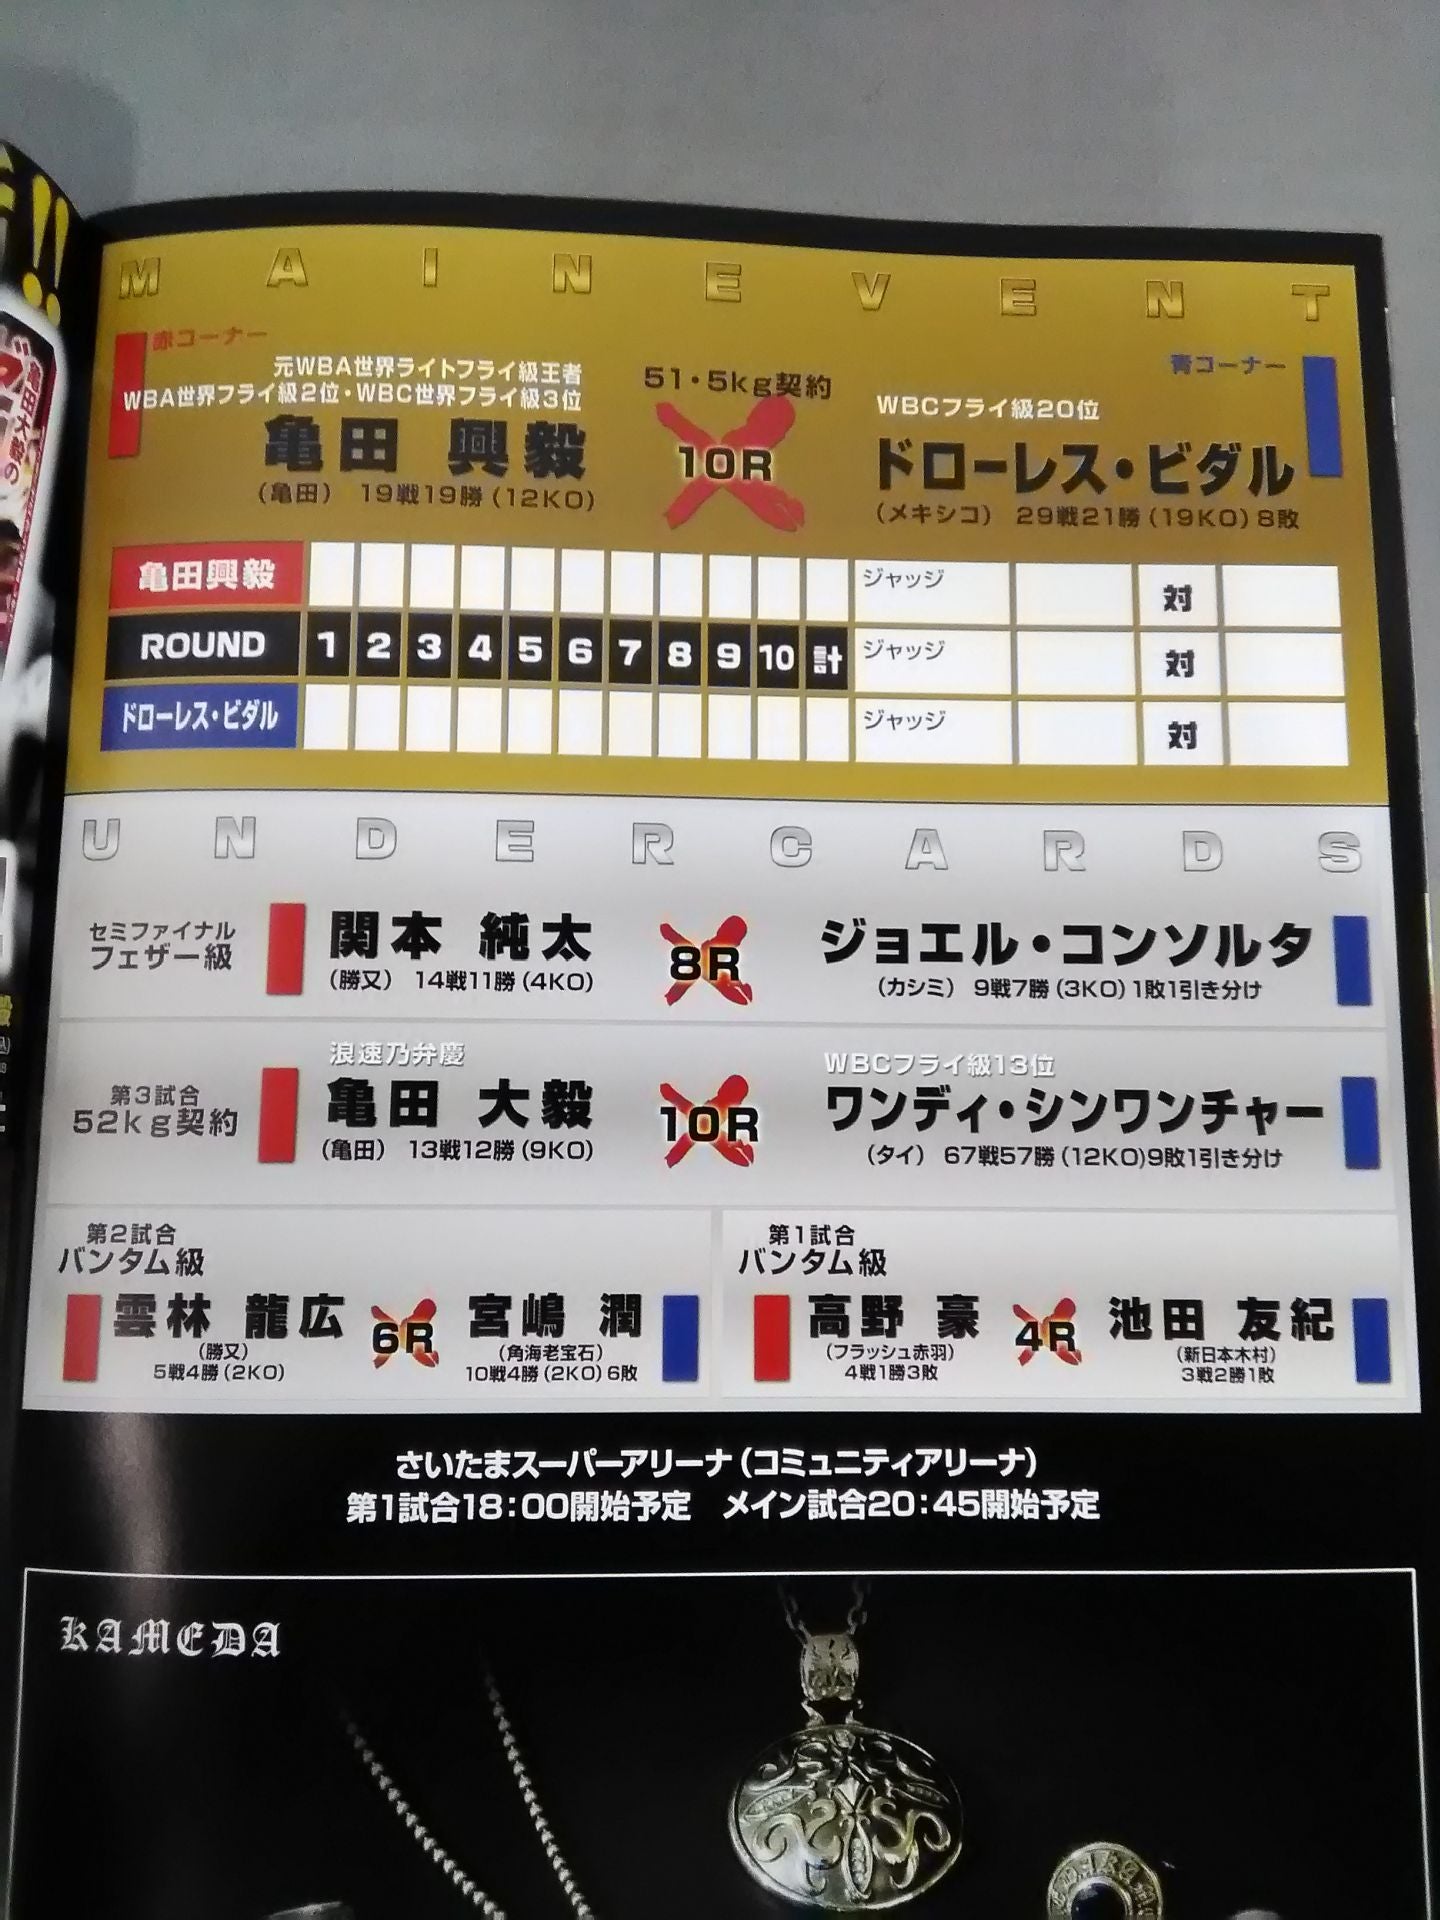 MAIN EVENT
赤コーナー
元WBA世界ライトフライ級王者
WBA世界フライ級2位・WBC世界フライ級3位
亀田 興毅
(亀田) 19戦19勝(12KO)
51・5kg契約
10R
青コーナー
WBCフライ級20位
ドローレス・ビダル
(メキシコ) 29戦21勝(19KO)8敗
亀田興毅
ジャッジ 対
ROUND 1 2 3 4 5 6 7 8 9 10 計
ジャッジ 対
ドローレス・ビダル
ジャッジ 対
UNDERCARDS
セミファイナル
フェザー級
関本 純太
(勝又) 14戦11勝(4KO)
8R
ジョエル・コンソルタ
(カシミ) 9戦7勝(3KO)1敗1引き分け
第3試合
52kg契約
浪速乃弁慶
亀田 大毅
(亀田) 13戦12勝(9KO)
10R
WBCフライ級13位
ワンディ・シンワンチャー
(タイ) 67戦57勝(12KO)9敗1引き分け
第2試合
バンタム級
雲林 龍広
(勝又)
5戦4勝(2KO)
6R
宮嶋 潤
(角海老宝石)
10戦4勝(2KO)6敗
第1試合
バンタム級
高野 豪
(フラッシュ赤羽)
4戦1勝3敗
4R
池田 友紀
(新日本木村)
3戦2勝1敗
さいたまスーパーアリーナ(コミュニティアリーナ)
第1試合18:00開始予定 メイン試合20:45開始予定
KAMEDA
!!
亀田大毅の
毅